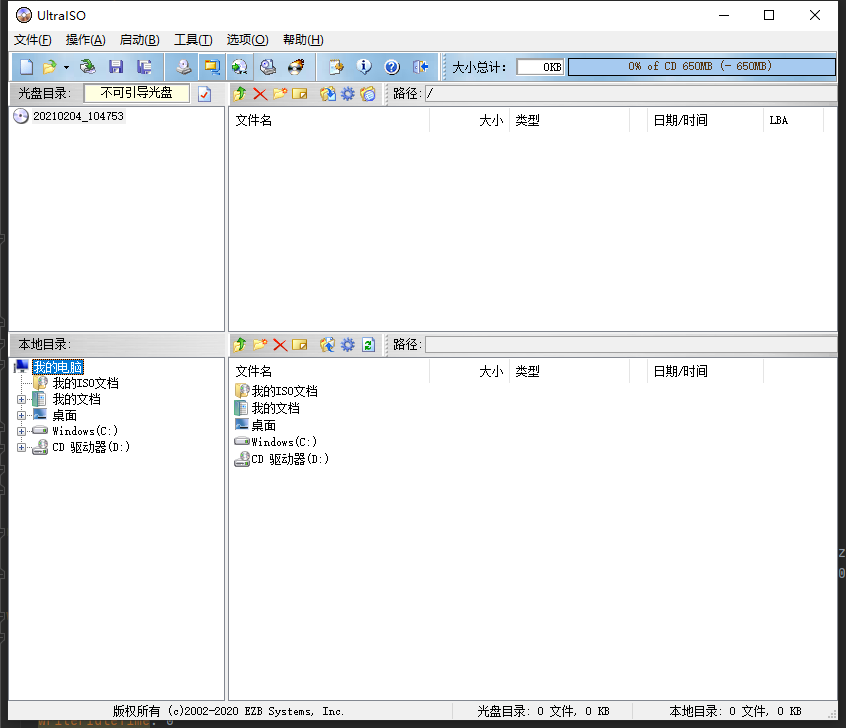 UltraISO
文件(F) 操作(A) 启动(B) 工具(T) 选项(O) 帮助(H)
大小总计： 0KB 0% of CD 650MB (- 650MB)
光盘目录: 不可引导光盘 路径: /
20210204_104753
文件名 大小 类型 日期/时间 LBA
本地目录: 路径:
我的电脑
我的ISO文档
我的文档
桌面
Windows(C:)
CD 驱动器(D:)
文件名 大小 类型 日期/时间
我的ISO文档
我的文档
桌面
Windows(C:)
CD 驱动器(D:)
版权所有 (c)2002-2020 EZB Systems, Inc. 光盘目录: 0 文件, 0 KB 本地目录: 0 文件, 0 KB